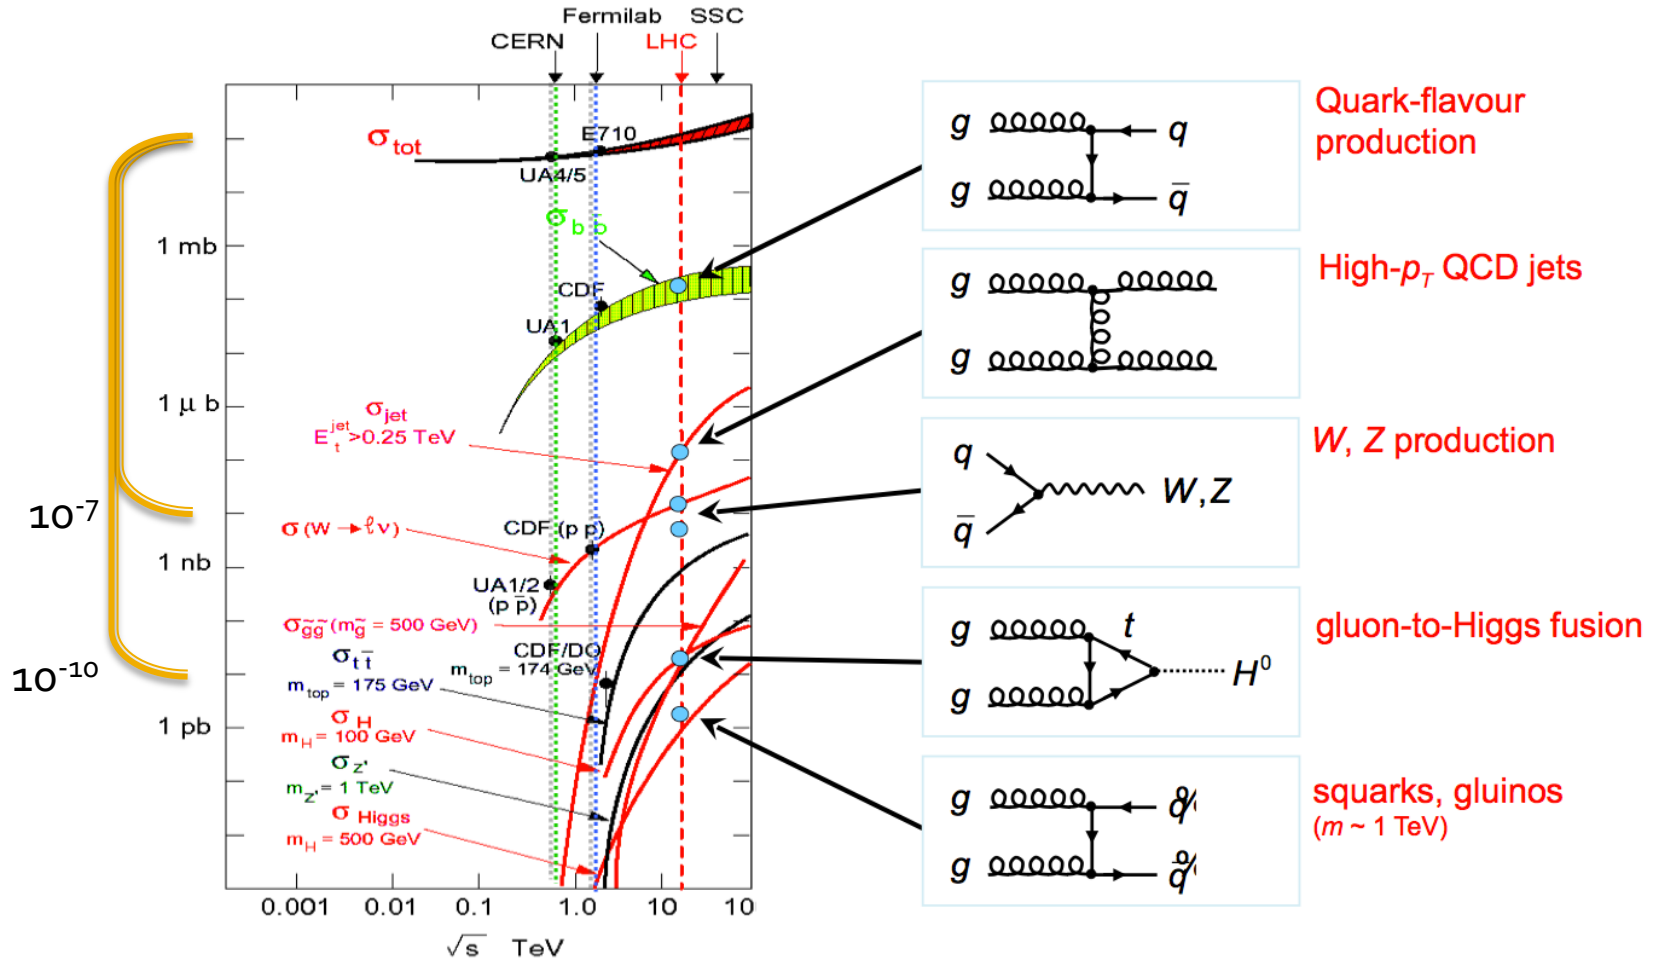 Fermilab SSC
CERN LHC
σtot
E710
UA4/5
σb b̅
1 mb
CDF
UA1
1 μ b
σjet
Etjet>0.25 TeV
10-7
σ (W → ℓ ν)
CDF (p p̅)
1 nb
UA1/2
(p p̅)
σg̃g̃ (mg̃ = 500 GeV)
CDF/D0
mtop = 174 GeV
σt t̅
mtop = 175 GeV
10-10
σH
mH = 100 GeV
1 pb
σz'
mz' = 1 TeV
σ Higgs
mH = 500 GeV
0.001 0.01 0.1 1.0 10 10
√s TeV
g q
g q̅
Quark-flavour
production
g
g
High-pT QCD jets
q
q̅
W,Z
W, Z production
g t
g H0
gluon-to-Higgs fusion
g
g
squarks, gluinos
(m ~ 1 TeV)